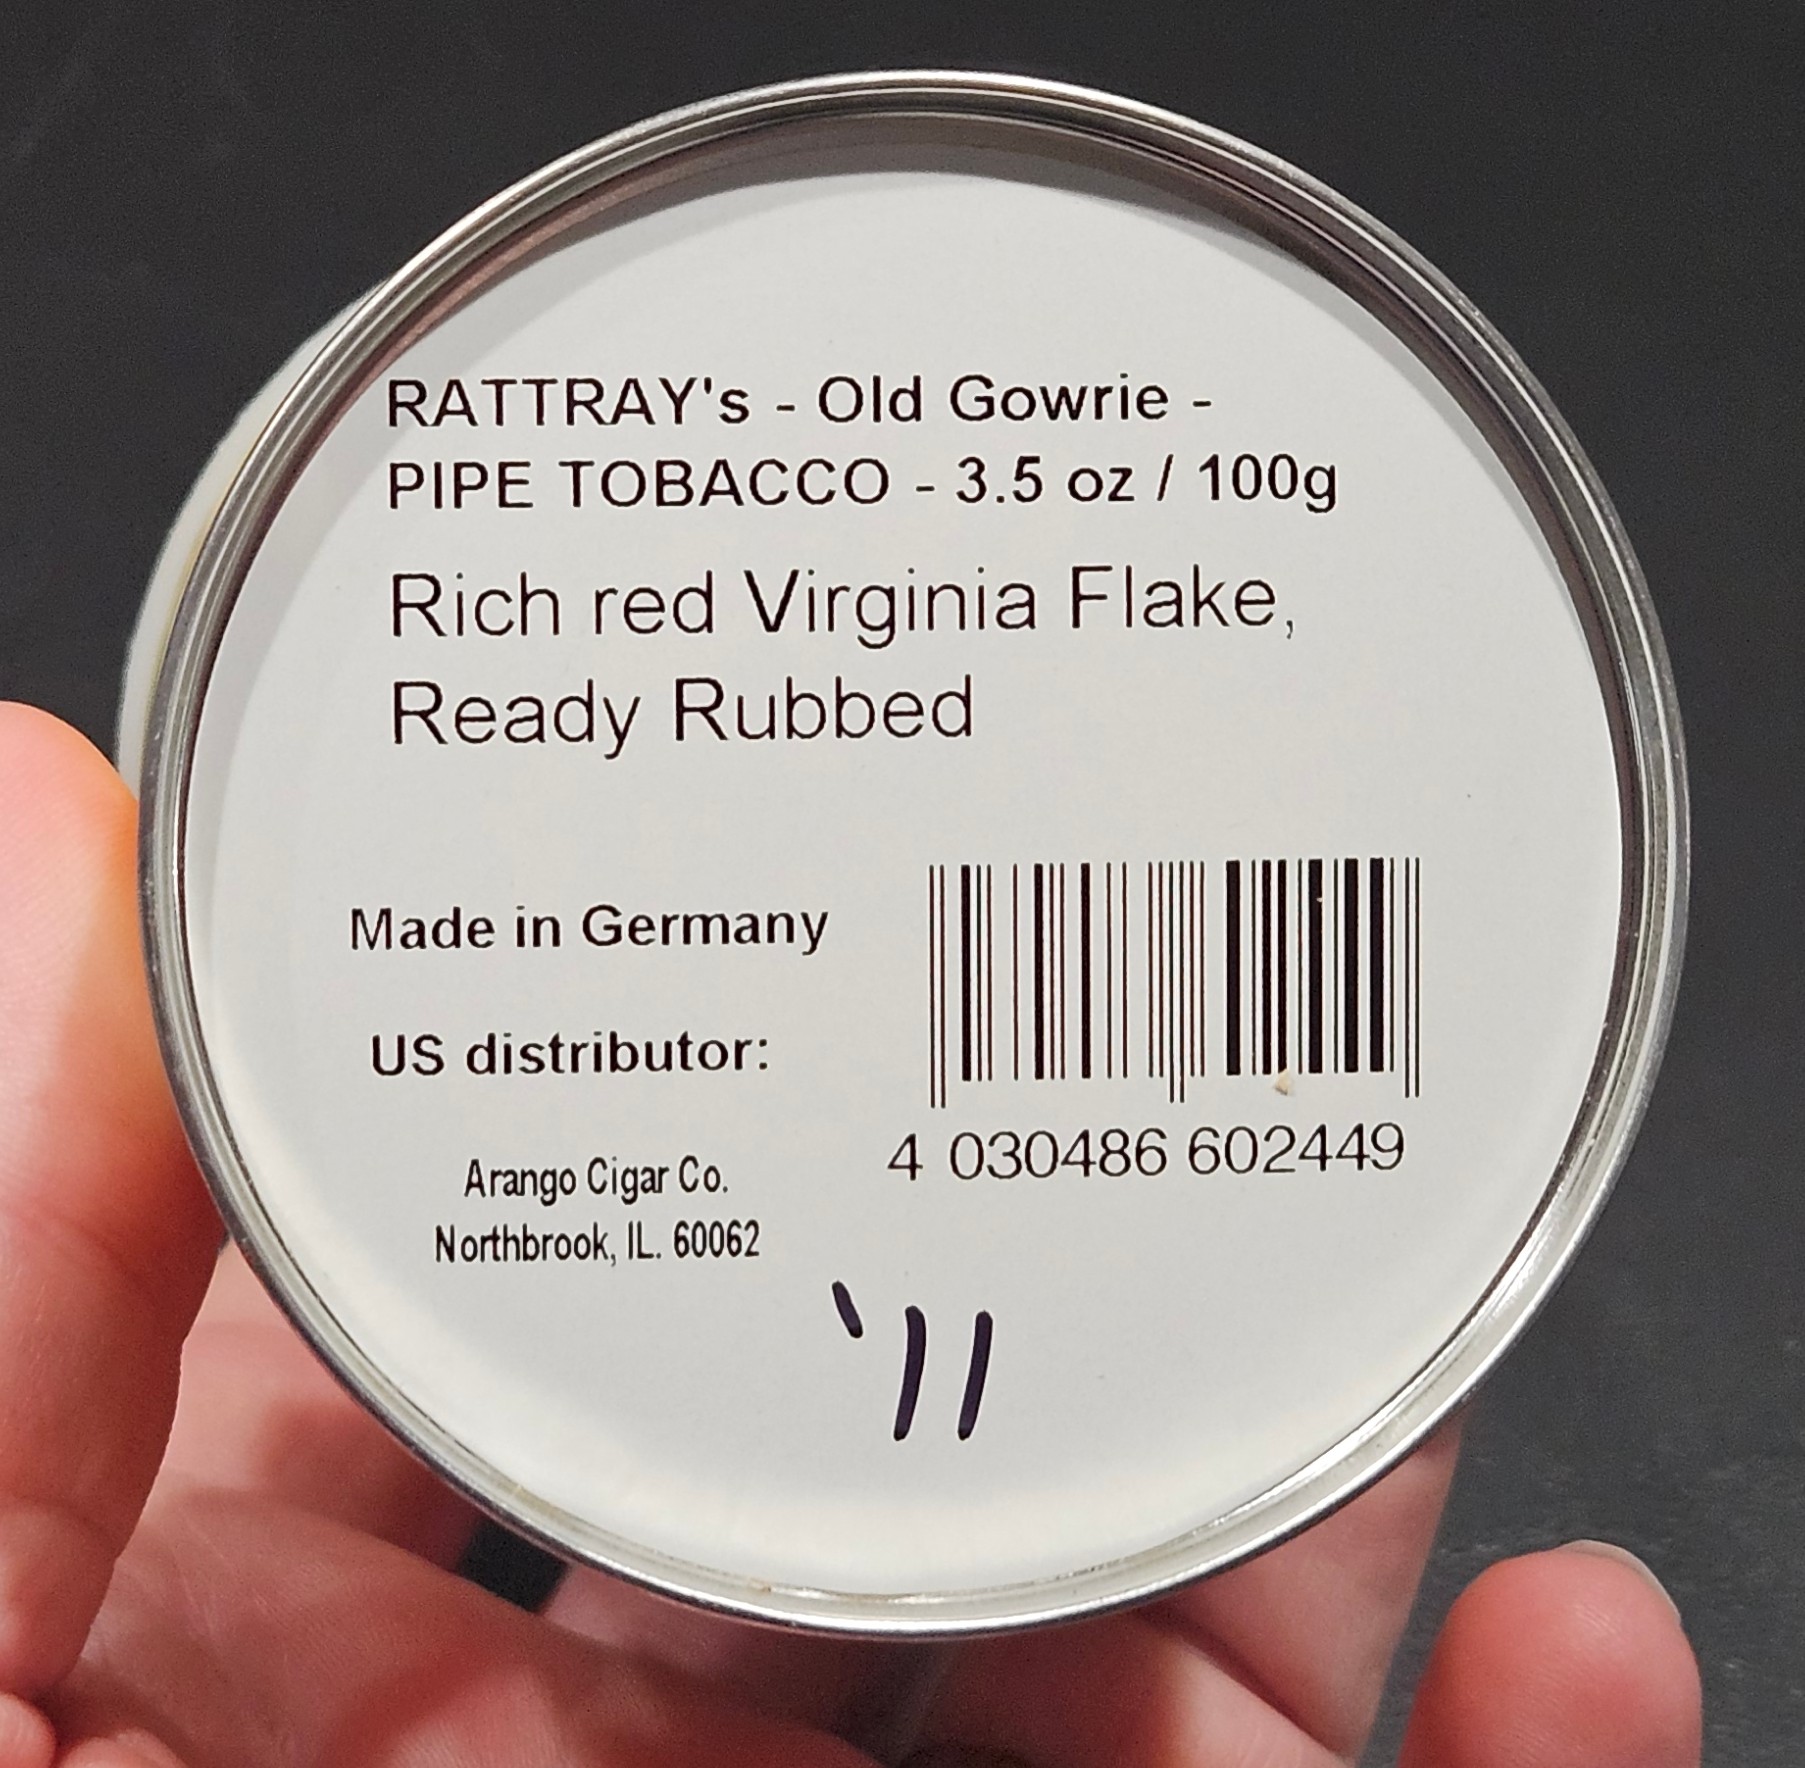 RATTRAY's - Old Gowrie -
PIPE TOBACCO - 3.5 oz / 100g
Rich red Virginia Flake,
Ready Rubbed
Made in Germany
US distributor:
Arango Cigar Co.
Northbrook, IL. 60062
4 030486 602449
'11